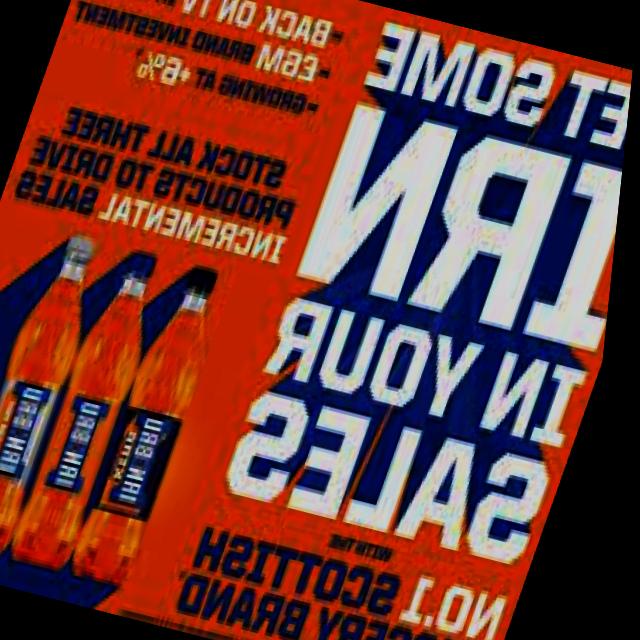 ET SOME
IRN
IN YOUR
SALES
WITH THE
NO.1 SCOTTISH
CERY BRAND
- BACK ON TV
- £6M BRAND INVESTMENT
- GROWING AT +6%
STOCK ALL THREE
PRODUCTS TO DRIVE
INCREMENTAL SALES